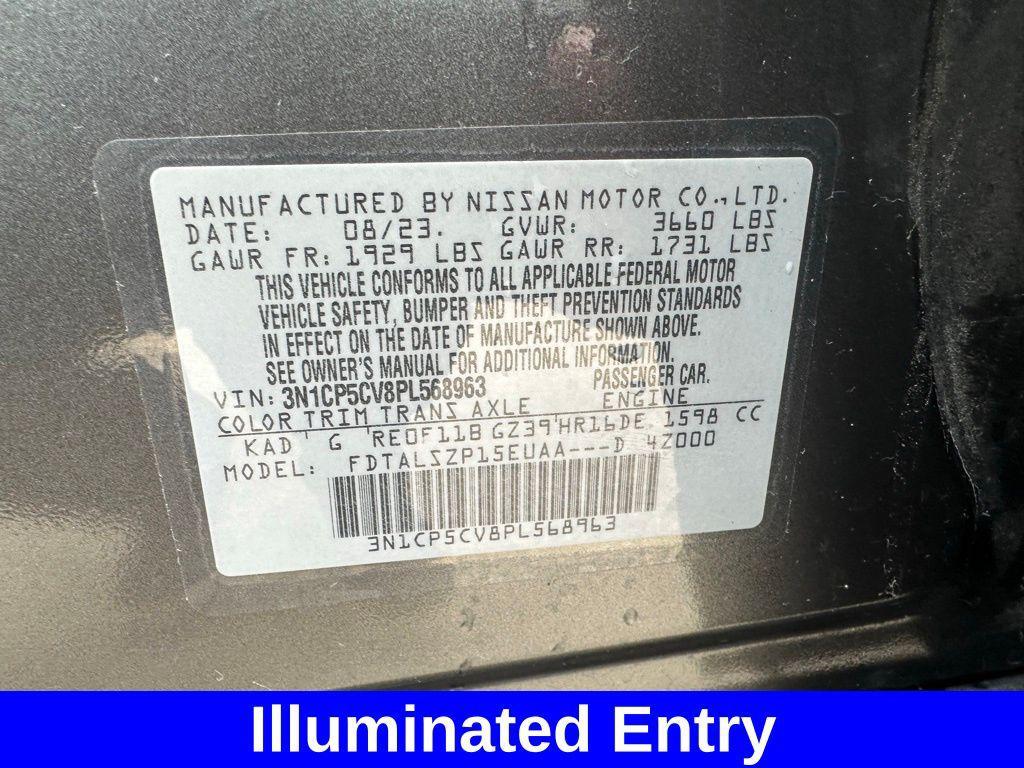 MANUFACTURED BY NISSAN MOTOR CO., LTD.
DATE: 08/23. GVWR: 3660 LBS
GAWR FR: 1929 LBS GAWR RR: 1731 LBS
THIS VEHICLE CONFORMS TO ALL APPLICABLE FEDERAL MOTOR
VEHICLE SAFETY, BUMPER AND THEFT PREVENTION STANDARDS
IN EFFECT ON THE DATE OF MANUFACTURE SHOWN ABOVE.
SEE OWNER'S MANUAL FOR ADDITIONAL INFORMATION.
VIN: 3N1CP5CV8PL568963 PASSENGER CAR.
COLOR TRIM TRANS AXLE ENGINE
KAD G RE0F11B GZ39 HR16DE 1598 CC
MODEL: FDTALSZP15EUAA---D 4Z000
3N1CP5CV8PL568963
Illuminated Entry